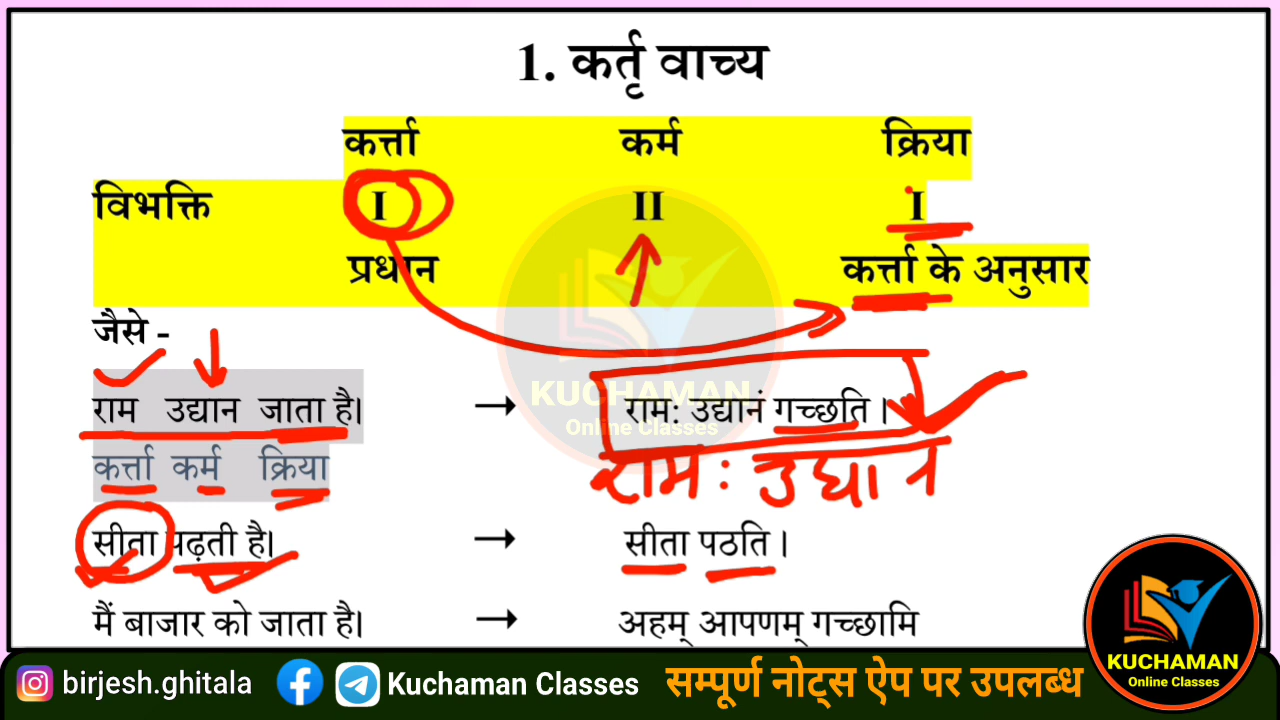 1. कर्तृ वाच्य
कर्त्ता कर्म क्रिया
विभक्ति I II I
प्रधान कर्त्ता के अनुसार
जैसे -
राम उद्यान जाता है। → रामः उद्यानं गच्छति ।
KUCHAMAN
Online Classes
कर्त्ता कर्म क्रिया
रामः उद्यान
सीता पढ़ती है। → सीता पठति ।
मैं बाजार को जाता है। → अहम् आपणम् गच्छामि
KUCHAMAN
Online Classes
birjesh.ghitala Kuchaman Classes सम्पूर्ण नोट्स ऐप पर उपलब्ध